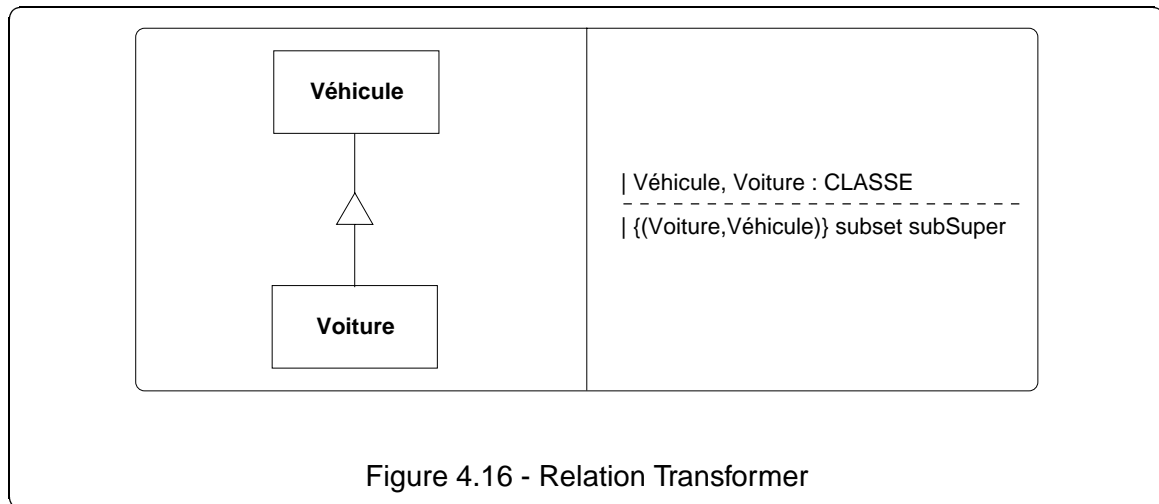 Véhicule
Voiture
| Véhicule, Voiture : CLASSE
| {(Voiture,Véhicule)} subset subSuper
Figure 4.16 - Relation Transformer